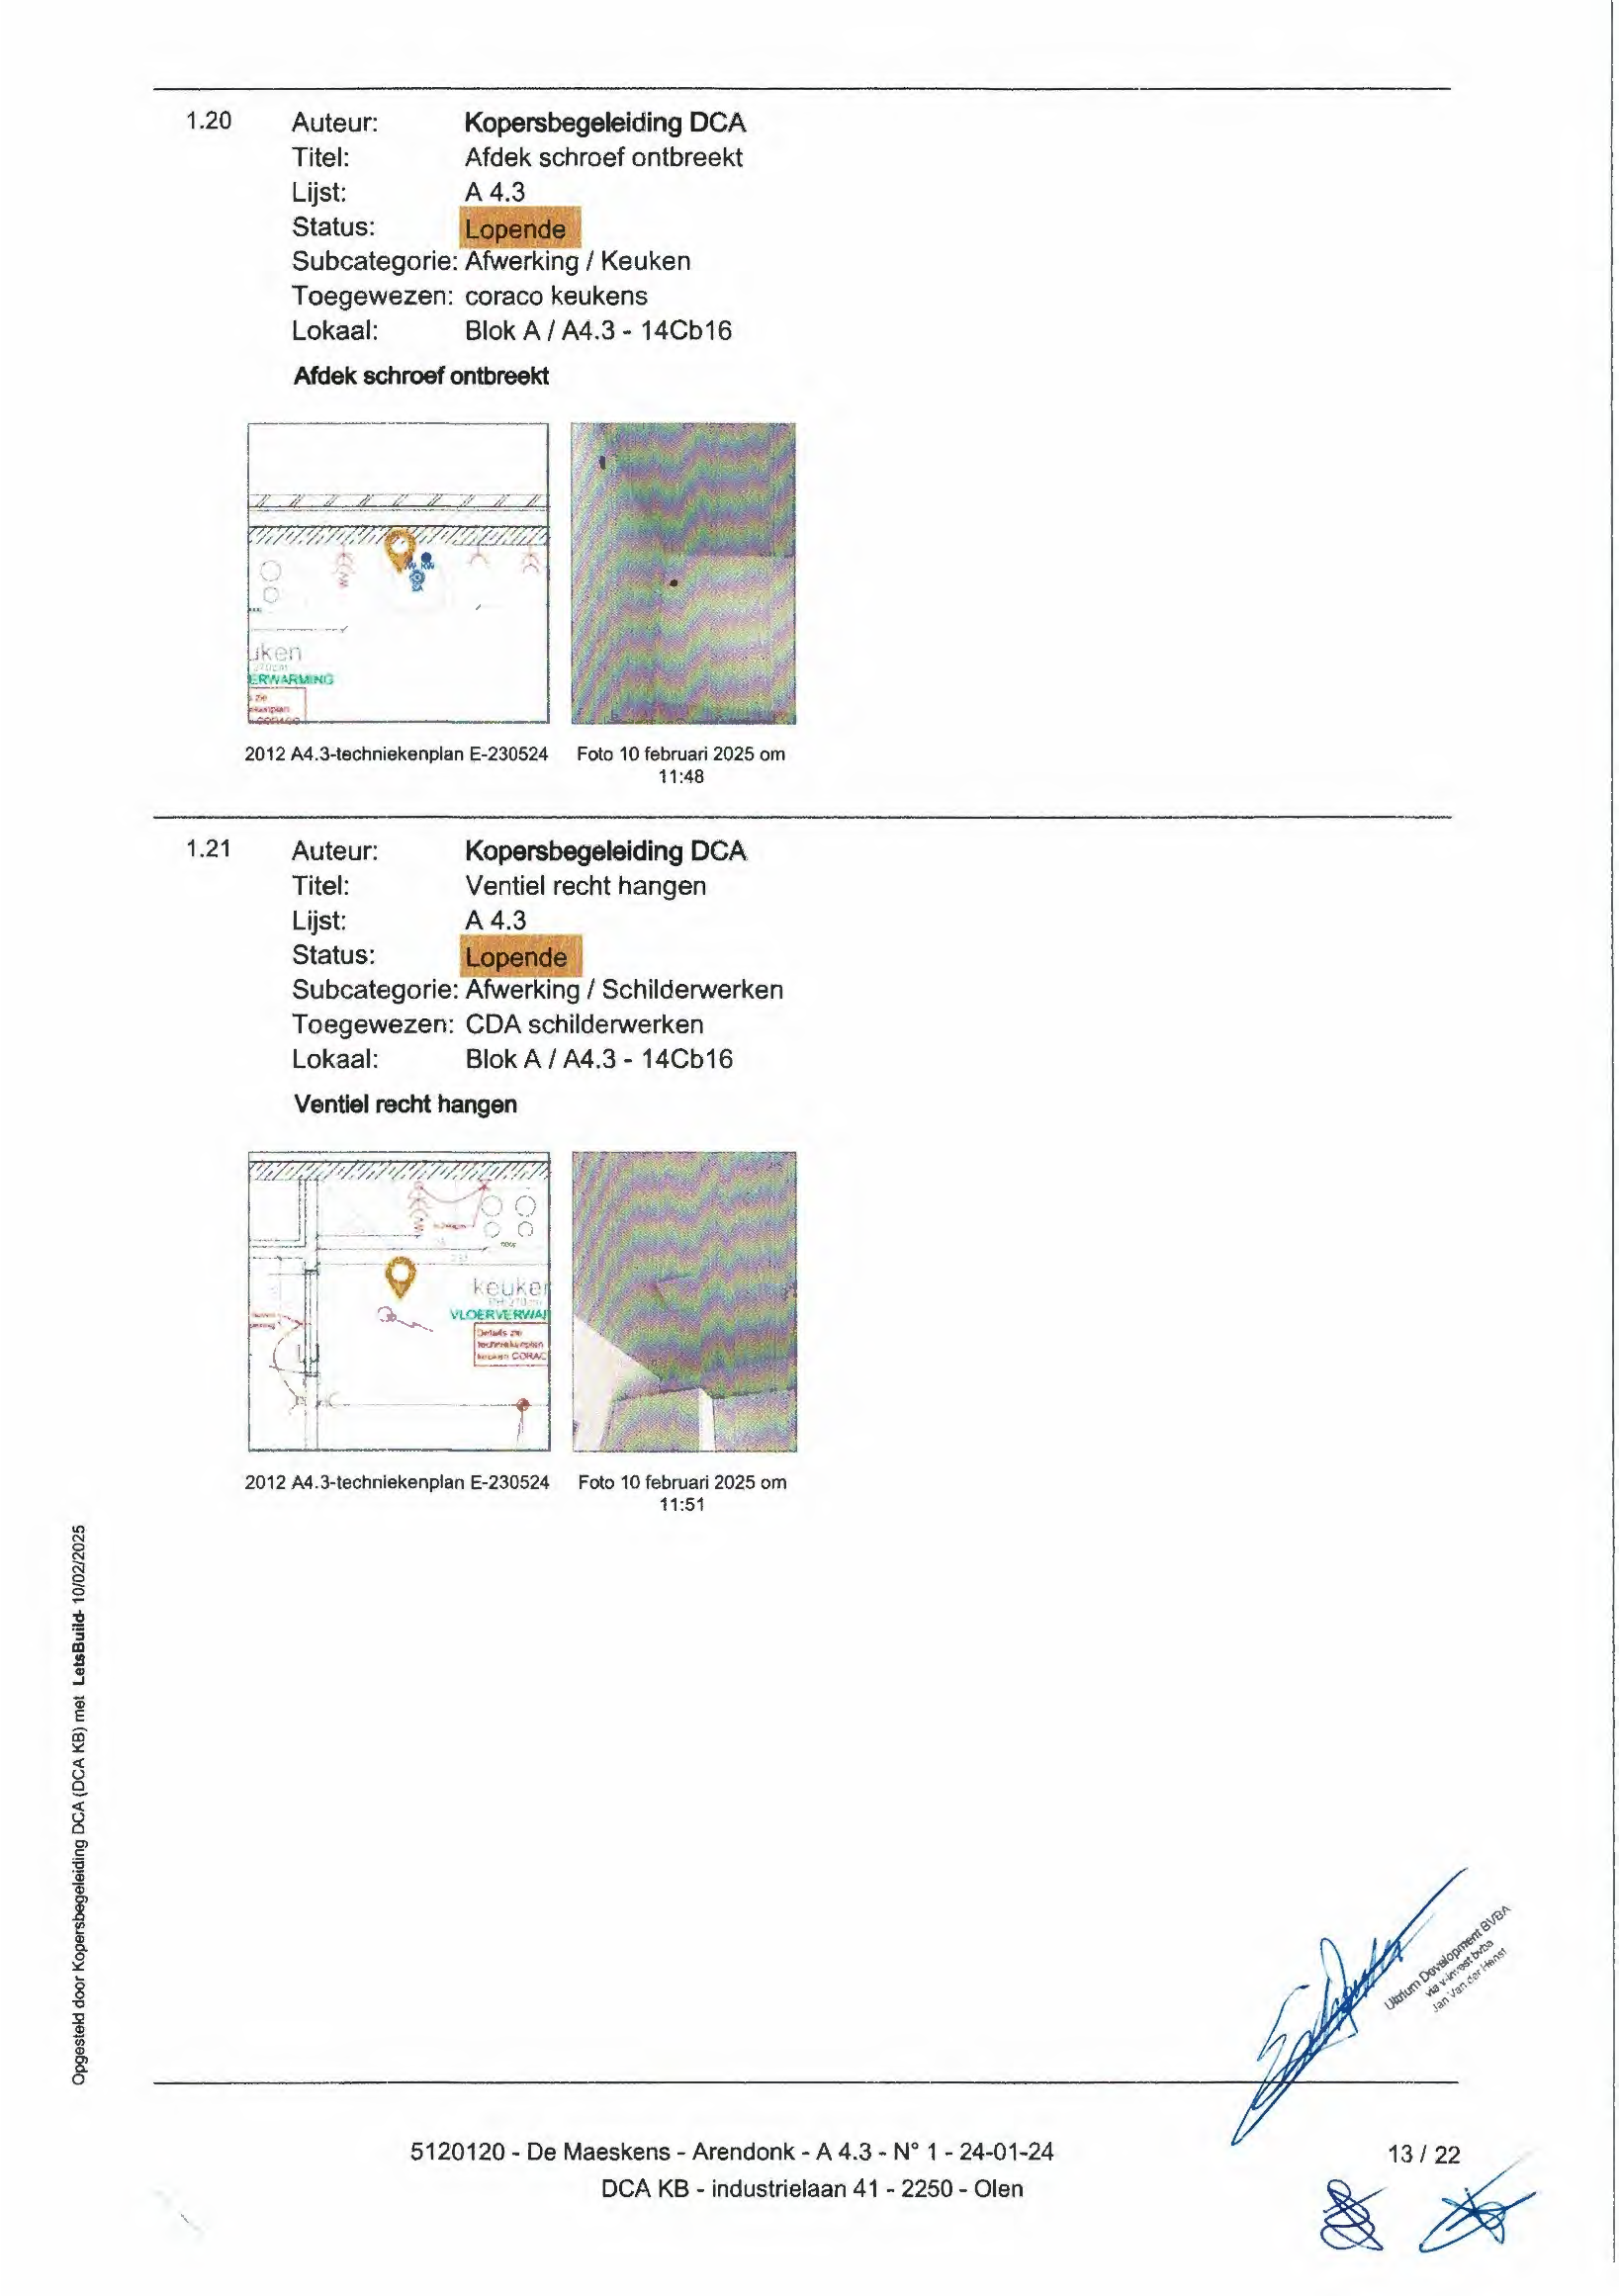 1.20
Auteur: Kopersbegeleiding DCA
Titel: Afdek schroef ontbreekt
Lijst: A 4.3
Status: Lopende
Subcategorie: Afwerking / Keuken
Toegewezen: coraco keukens
Lokaal: Blok A / A4.3 - 14Cb16
Afdek schroef ontbreekt
uken
ERWARMING
2012 A4.3-techniekenplan E-230524
Foto 10 februari 2025 om
11:48
1.21
Auteur: Kopersbegeleiding DCA
Titel: Ventiel recht hangen
Lijst: A 4.3
Status: Lopende
Subcategorie: Afwerking / Schilderwerken
Toegewezen: CDA schilderwerken
Lokaal: Blok A / A4.3 - 14Cb16
Ventiel recht hangen
keuker
VLOERVERWAI
Details zie
techniekenplan
keuken CORAC
2012 A4.3-techniekenplan E-230524
Foto 10 februari 2025 om
11:51
Opgesteld door Kopersbegeleiding DCA (DCA KB) met LetsBuild- 10/02/2025
Development BVBA
via v-invest bvba
Jan Van der Henst
5120120 - De Maeskens - Arendonk - A 4.3 - N° 1 - 24-01-24
13 / 22
DCA KB - industrielaan 41 - 2250 - Olen